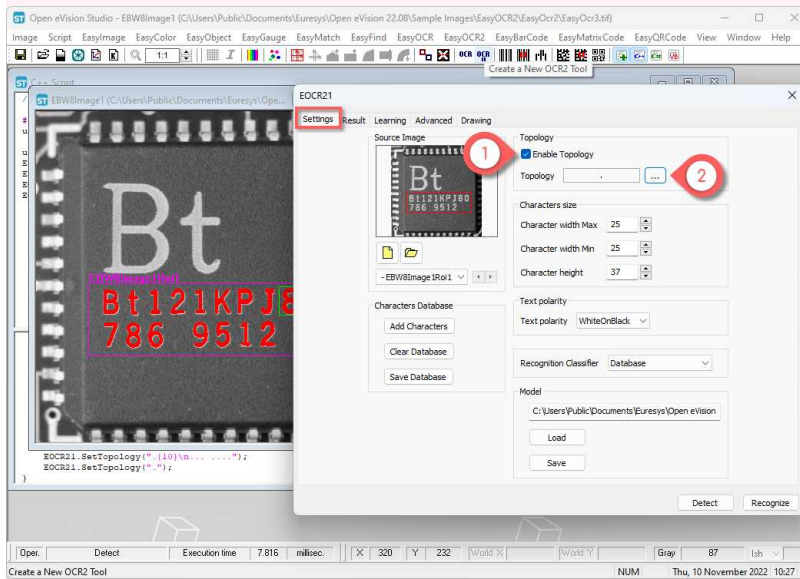 Open eVision Studio - EBW8Image1 (C:\Users\Public\Documents\Euresys\Open eVision 22.08\Sample Images\EasyOCR2\EasyOcr2\EasyOcr3.tif)
Image Script EasyImage EasyColor EasyObject EasyGauge EasyMatch EasyFind EasyOCR EasyOCR2 EasyBarCode EasyMatrixCode EasyQRCode View Window Help
1:1
OCR OCR
Create a New OCR2 Tool
C++ Script
EBW8Image1 (C:\Users\Public\Documents\Euresys\Ope...
Bt
EBW8Image1Roi1
Bt121KPJ8
786 9512
EOCR21.SetTopology(".{10}\n... ....");
EOCR21.SetTopology(".");
}
EOCR21
Settings Result Learning Advanced Drawing
Source Image
Bt
Bt121KPJ80
786 9512
- EBW8Image1Roi1
Characters Database
Add Characters
Clear Database
Save Database
Topology
1
Enable Topology
Topology . ...
2
Characters size
Character width Max 25
Character width Min 25
Character height 37
Text polarity
Text polarity WhiteOnBlack
Recognition Classifier Database
Model
C:\Users\Public\Documents\Euresys\Open eVision
Load
Save
Detect Recognize
Oper. Detect Execution time 7.816 millisec. X 320 Y 232 World X World Y Gray 87 lsh
Create a New OCR2 Tool NUM Thu, 10 November 2022 10:27